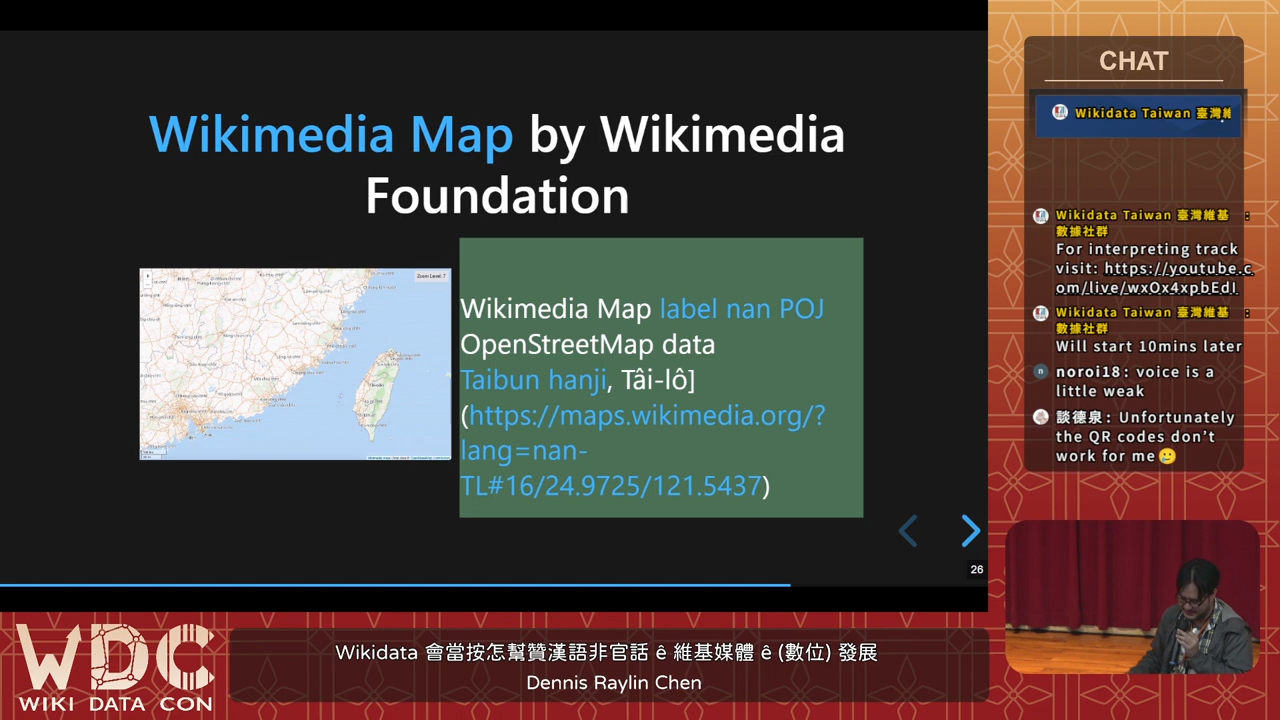 Wikimedia Map by Wikimedia
Foundation
Zoom Level: 7
Wikimedia Map label nan POJ
OpenStreetMap data
Taibun hanji, Tâi-lô]
(https://maps.wikimedia.org/?
lang=nan-
TL#16/24.9725/121.5437)
26
CHAT
Wikidata Taiwan 臺灣維
Wikidata Taiwan 臺灣維基
數據社群
:
For interpreting track
visit: https://youtube.c
om/live/wxOx4xpbEdI
Wikidata Taiwan 臺灣維基
數據社群
:
Will start 10mins later
noroi18: voice is a
little weak
談德泉: Unfortunately
the QR codes don't
work for me🥲
WDC
WIKI DATA CON
Wikidata 會當按怎幫贊漢語非官話 ê 維基媒體 ê (數位) 發展
Dennis Raylin Chen